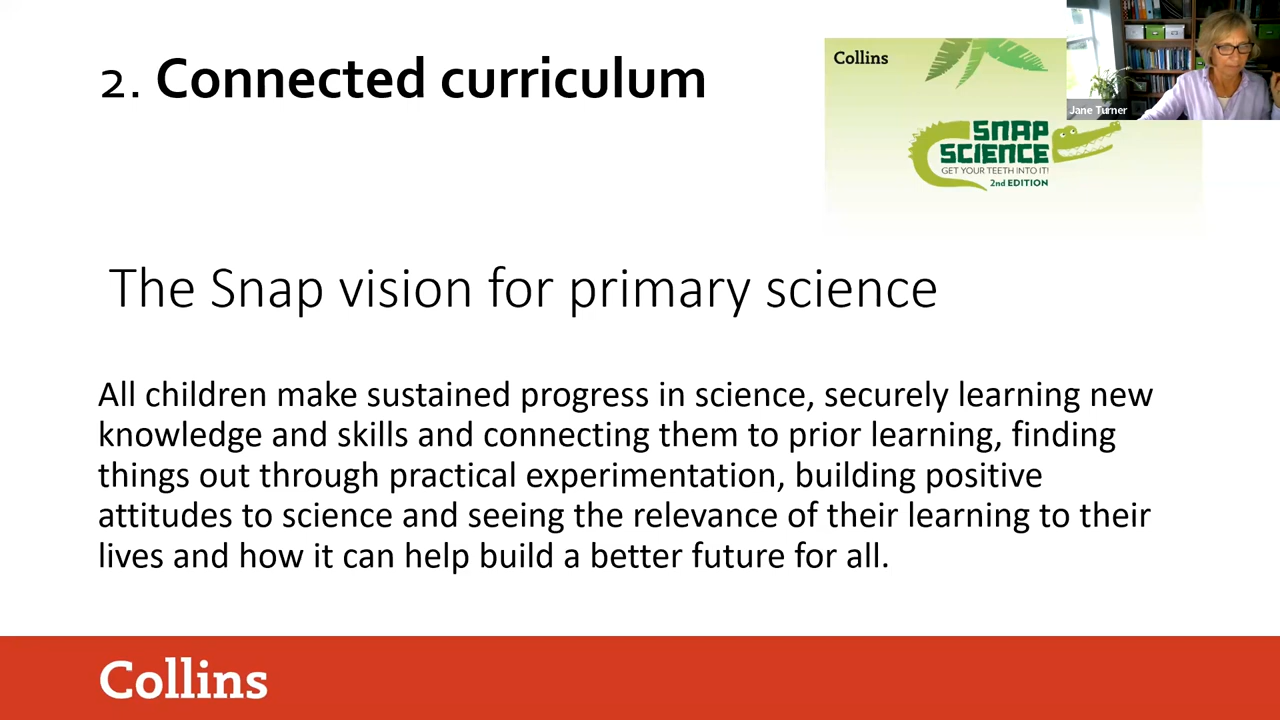 2. Connected curriculum
Collins
Jane Turner
SNAP
SCIENCE
GET YOUR TEETH INTO IT!
2nd EDITION
The Snap vision for primary science
All children make sustained progress in science, securely learning new
knowledge and skills and connecting them to prior learning, finding
things out through practical experimentation, building positive
attitudes to science and seeing the relevance of their learning to their
lives and how it can help build a better future for all.
Collins